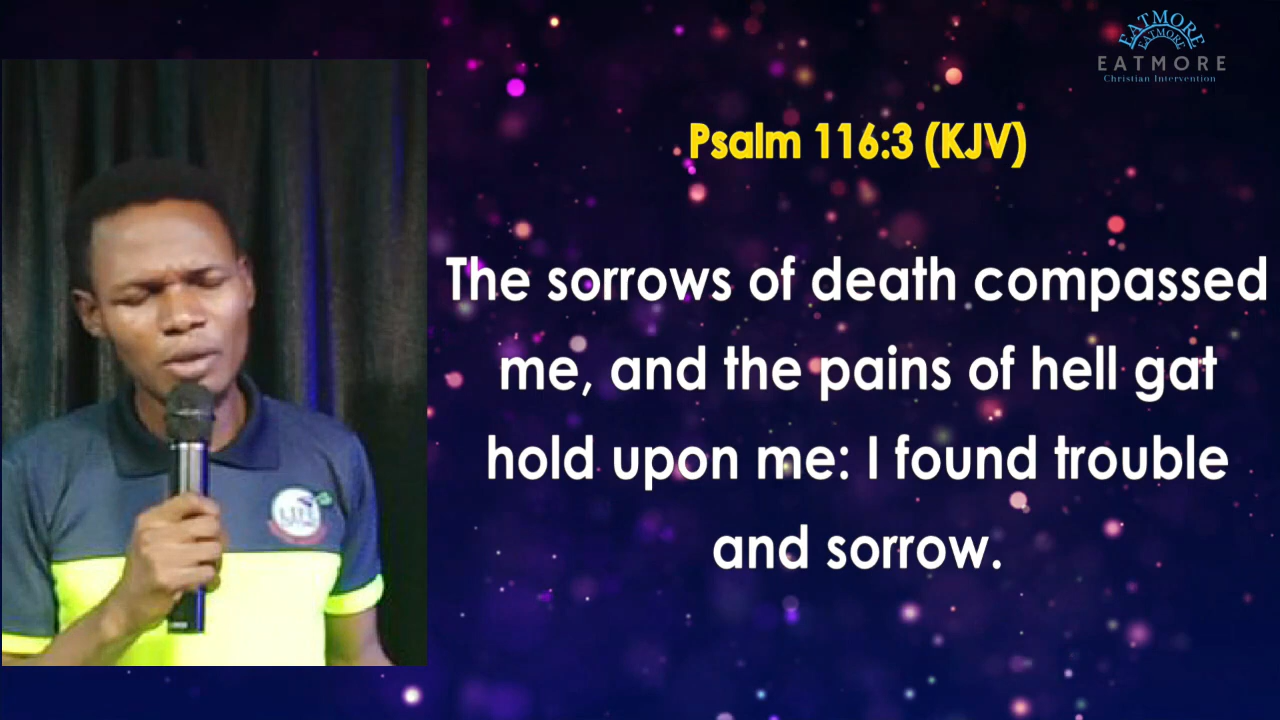 EATMORE
EATMORE
EATMORE
Christian Intervention
Psalm 116:3 (KJV)
The sorrows of death compassed
me, and the pains of hell gat
hold upon me: I found trouble
and sorrow.